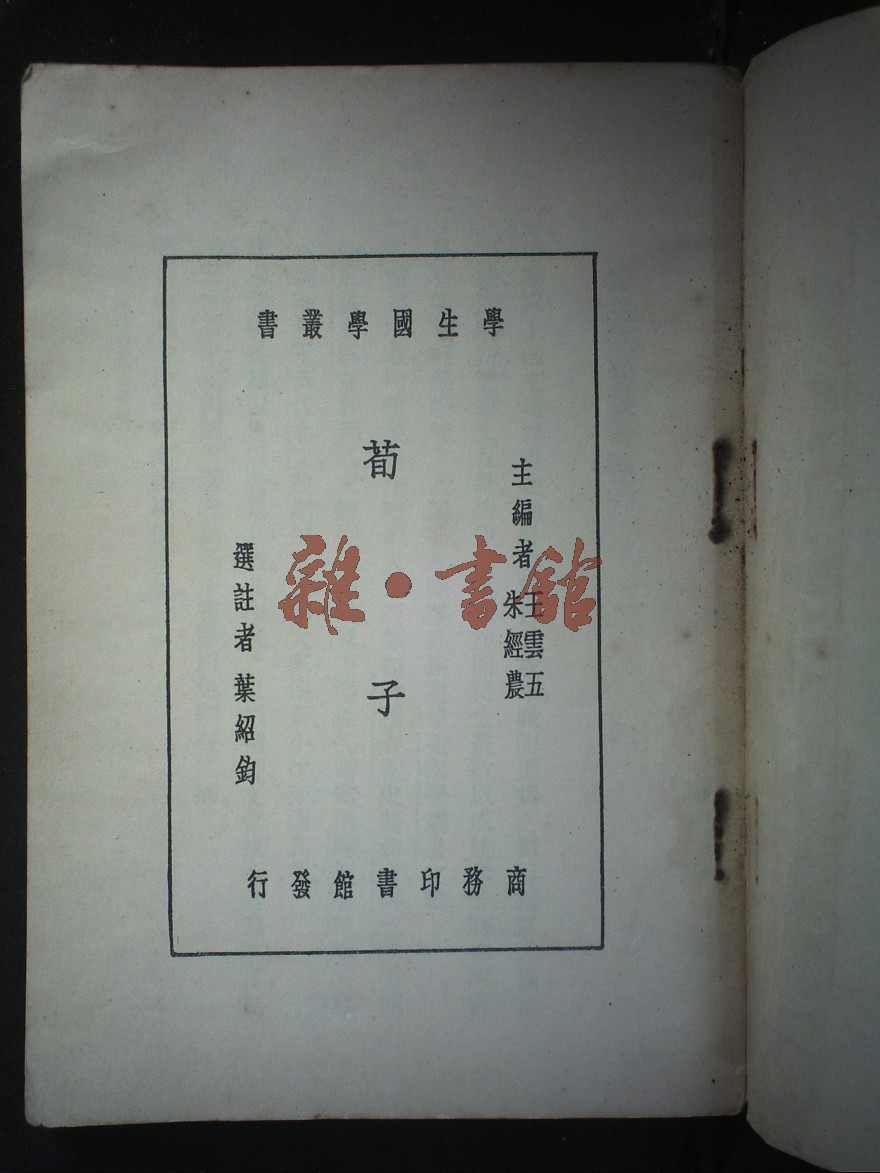 學生國學叢書
主編者 王雲五
朱經農
荀子
選註者 葉紹鈞
商務印書館發行
雜·書館